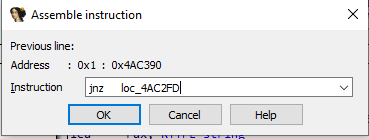 Assemble instruction
Previous line:
Address : 0x1 : 0x4AC390
Instruction jnz loc_4AC2FD
OK Cancel Help